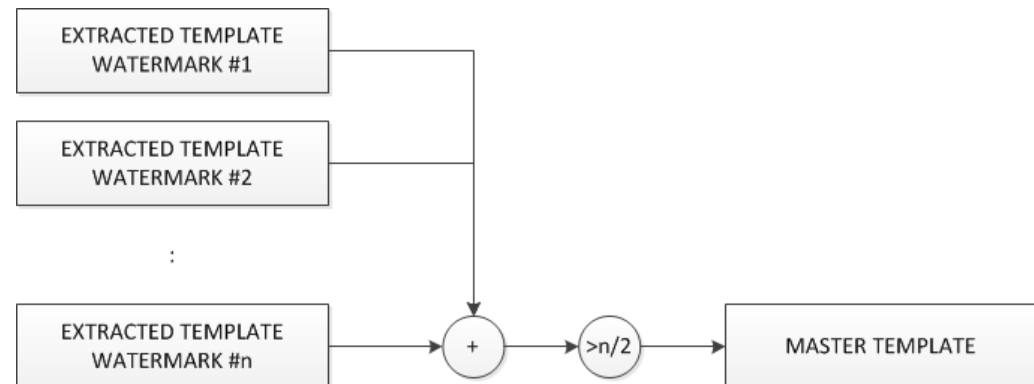 EXTRACTED TEMPLATE
WATERMARK #1
EXTRACTED TEMPLATE
WATERMARK #2
:
EXTRACTED TEMPLATE
WATERMARK #n
+
>n/2
MASTER TEMPLATE